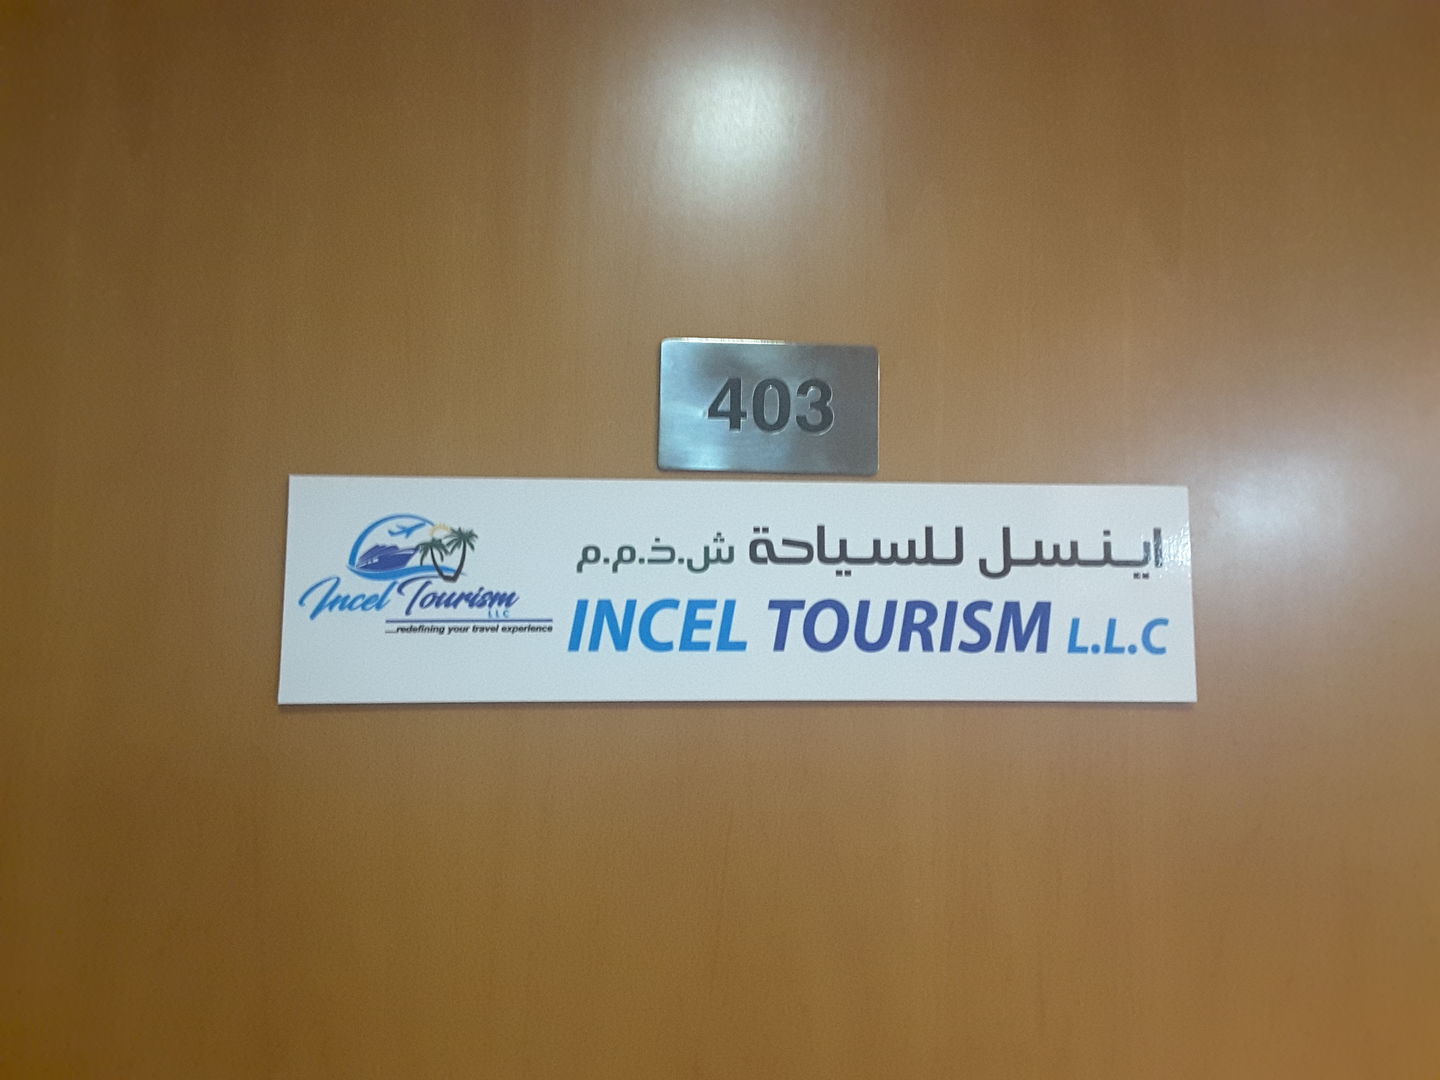 403
اينسل للسياحة ش.ذ.م.م
INCEL TOURISM L.L.C
Incel Tourism
LLC
....redefining your travel experience